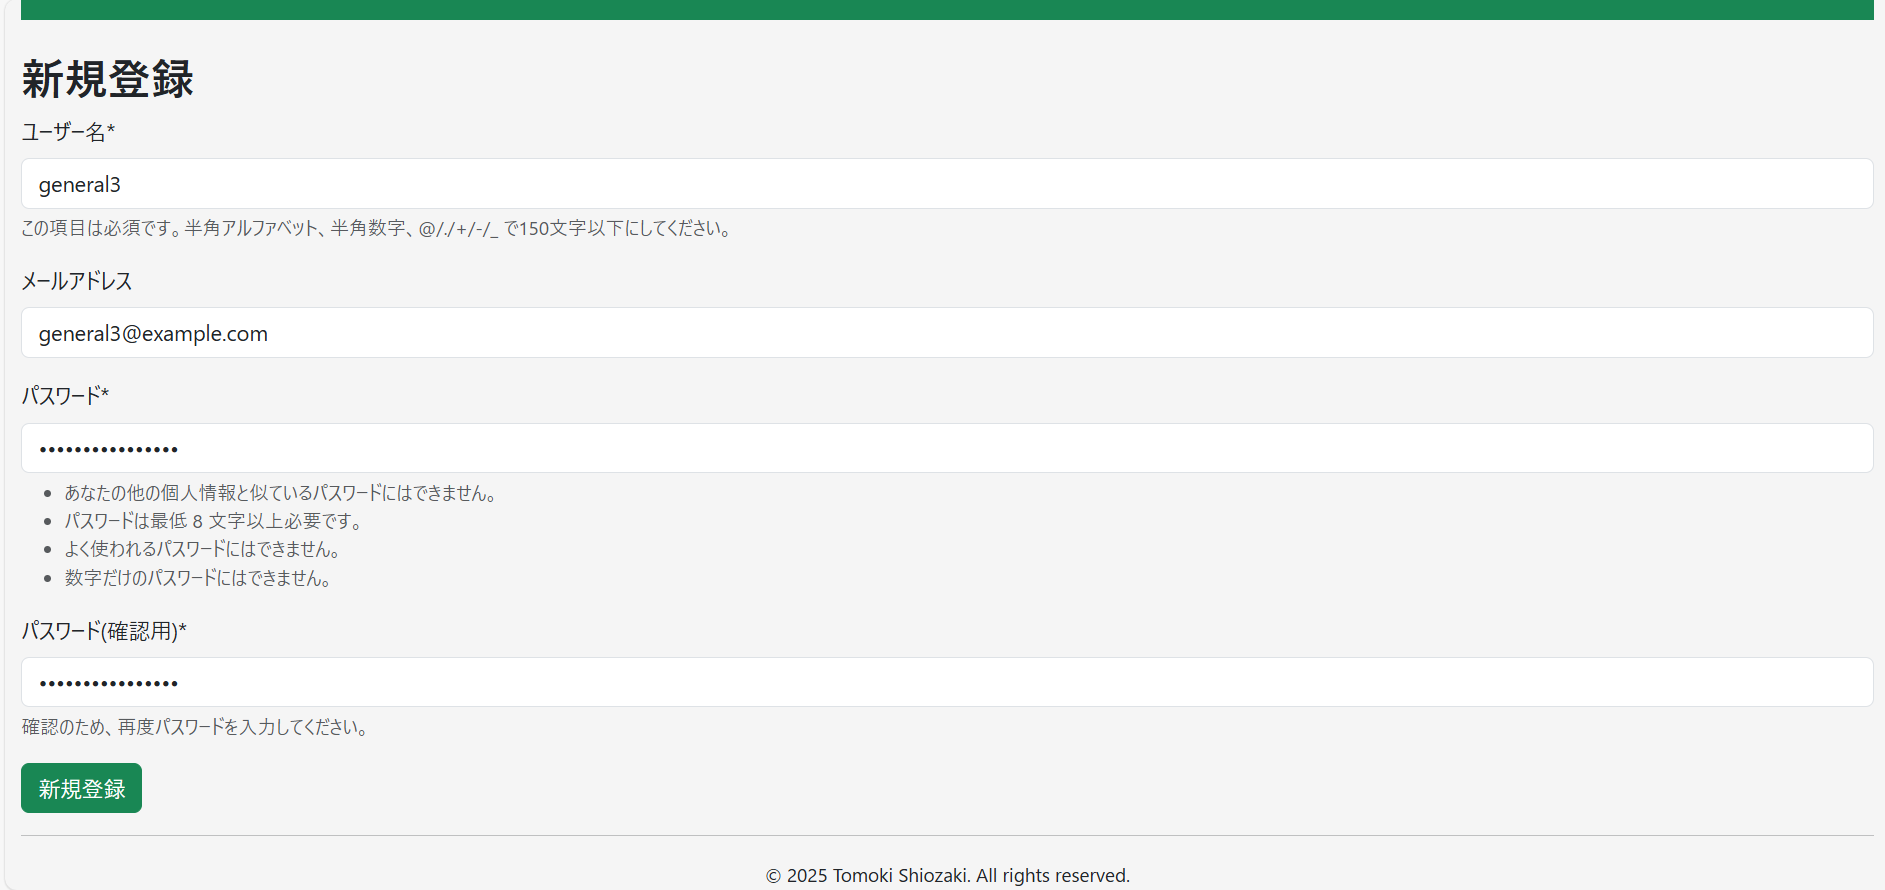 新規登録
ユーザー名*
general3
この項目は必須です。半角アルファベット、半角数字、@/./+/-/_ で150文字以下にしてください。
メールアドレス
general3@example.com
パスワード*
••••••••••••••••
• あなたの他の個人情報と似ているパスワードにはできません。
• パスワードは最低 8 文字以上必要です。
• よく使われるパスワードにはできません。
• 数字だけのパスワードにはできません。
パスワード(確認用)*
••••••••••••••••
確認のため、再度パスワードを入力してください。
新規登録
© 2025 Tomoki Shiozaki. All rights reserved.